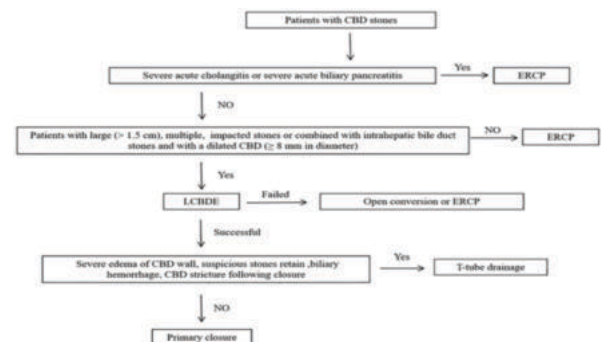 Patients with CBD stones
Severe acute cholangitis or severe acute biliary pancreatitis
Yes
ERCP
NO
Patients with large (> 1.5 cm), multiple, impacted stones or combined with intrahepatic bile duct
stones and with a dilated CBD (≥ 8 mm in diameter)
NO
ERCP
Yes
LCBDE
Failed
Open conversion or ERCP
Successful
Severe edema of CBD wall, suspicious stones retain ,biliary
hemorrhage, CBD stricture following closure
Yes
T-tube drainage
NO
Primary closure